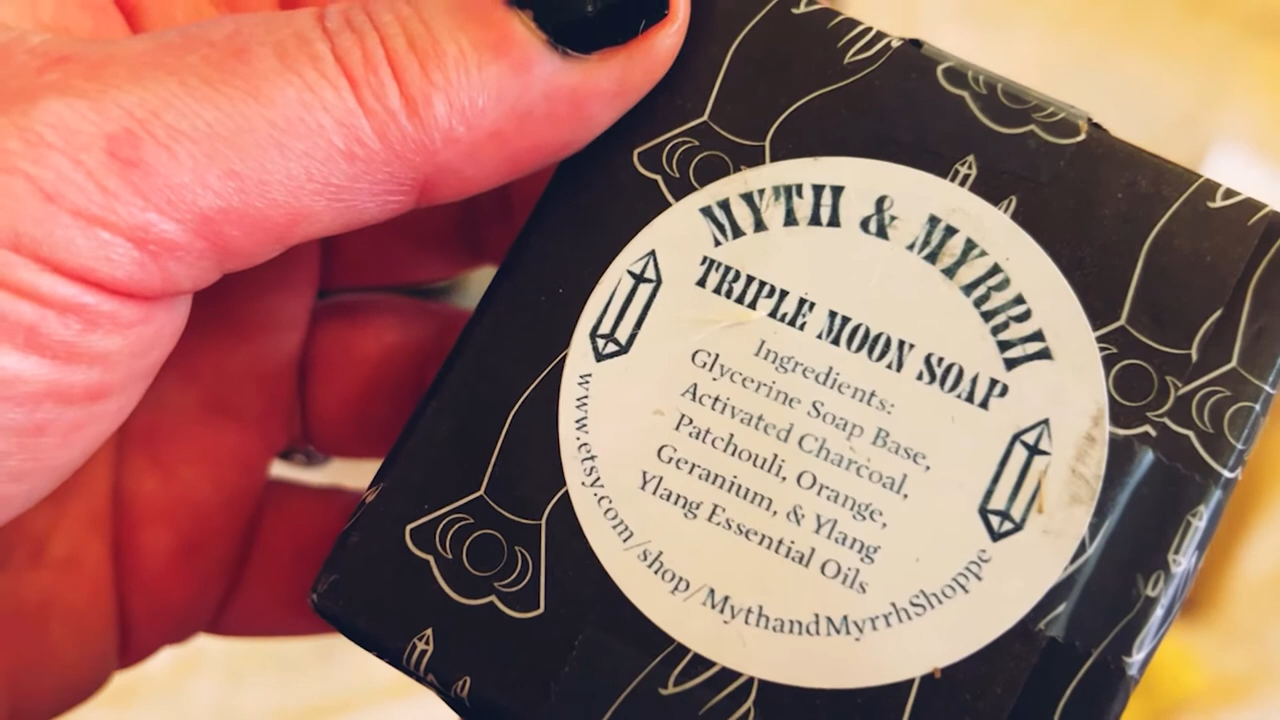 MYTH & MYRRH
TRIPLE MOON SOAP
Ingredients:
Glycerine Soap Base,
Activated Charcoal,
Patchouli, Orange,
Geranium, & Ylang
Ylang Essential Oils
www.etsy.com/shop/MythandMyrrhShoppe